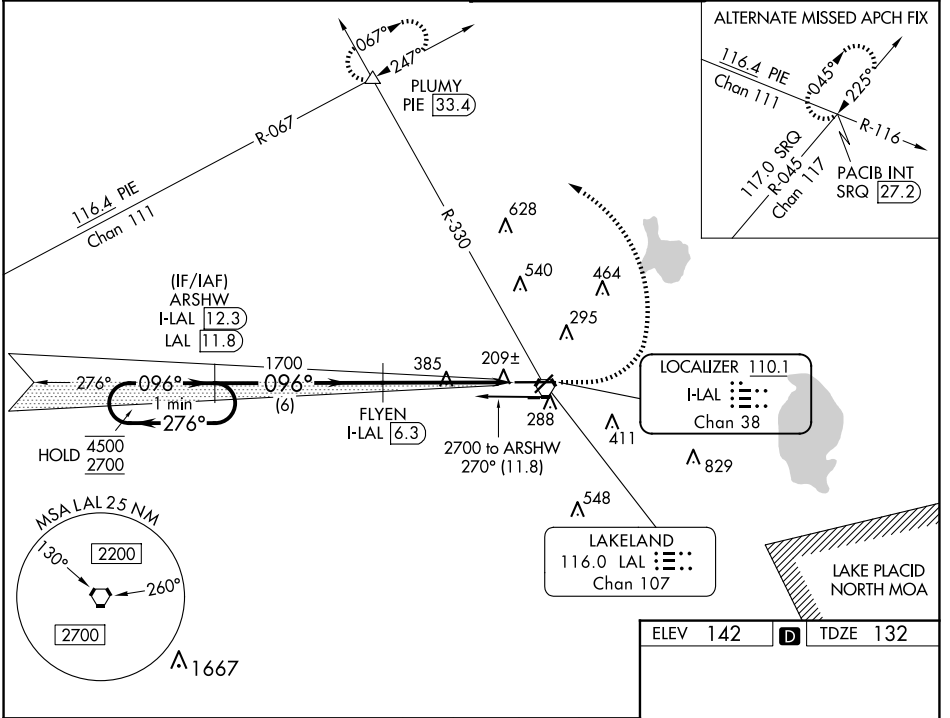 ALTERNATE MISSED APCH FIX
116.4 PIE
Chan 111
045°
225°
R-116
117.0 SRQ
R-045
Chan 117
PACIB INT
SRQ 27.2
067°
247°
PLUMY
PIE 33.4
R-067
116.4 PIE
Chan 111
R-330
628
540
464
295
(IF/IAF)
ARSHW
I-LAL 12.3
LAL 11.8
1700
385
209±
276°
096°
096°
1 min
(6)
276°
FLYEN
I-LAL 6.3
288
2700 to ARSHW
270° (11.8)
HOLD
4500
2700
LOCALIZER 110.1
I-LAL
Chan 38
411
829
548
LAKELAND
116.0 LAL
Chan 107
LAKE PLACID
NORTH MOA
MSA LAL 25 NM
130°
2200
260°
2700
1667
ELEV 142
D
TDZE 132